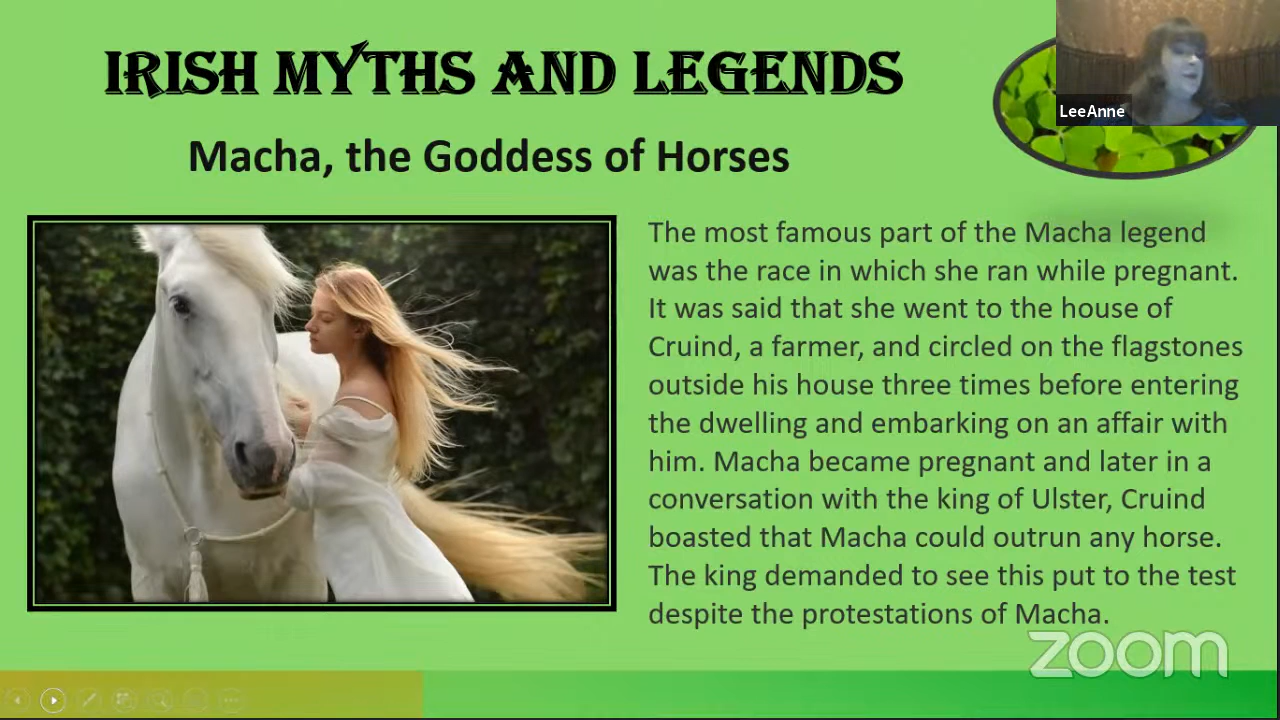 IRISH MYTHS AND LEGENDS
LeeAnne
Macha, the Goddess of Horses
The most famous part of the Macha legend
was the race in which she ran while pregnant.
It was said that she went to the house of
Cruind, a farmer, and circled on the flagstones
outside his house three times before entering
the dwelling and embarking on an affair with
him. Macha became pregnant and later in a
conversation with the king of Ulster, Cruind
boasted that Macha could outrun any horse.
The king demanded to see this put to the test
despite the protestations of Macha.
zoom